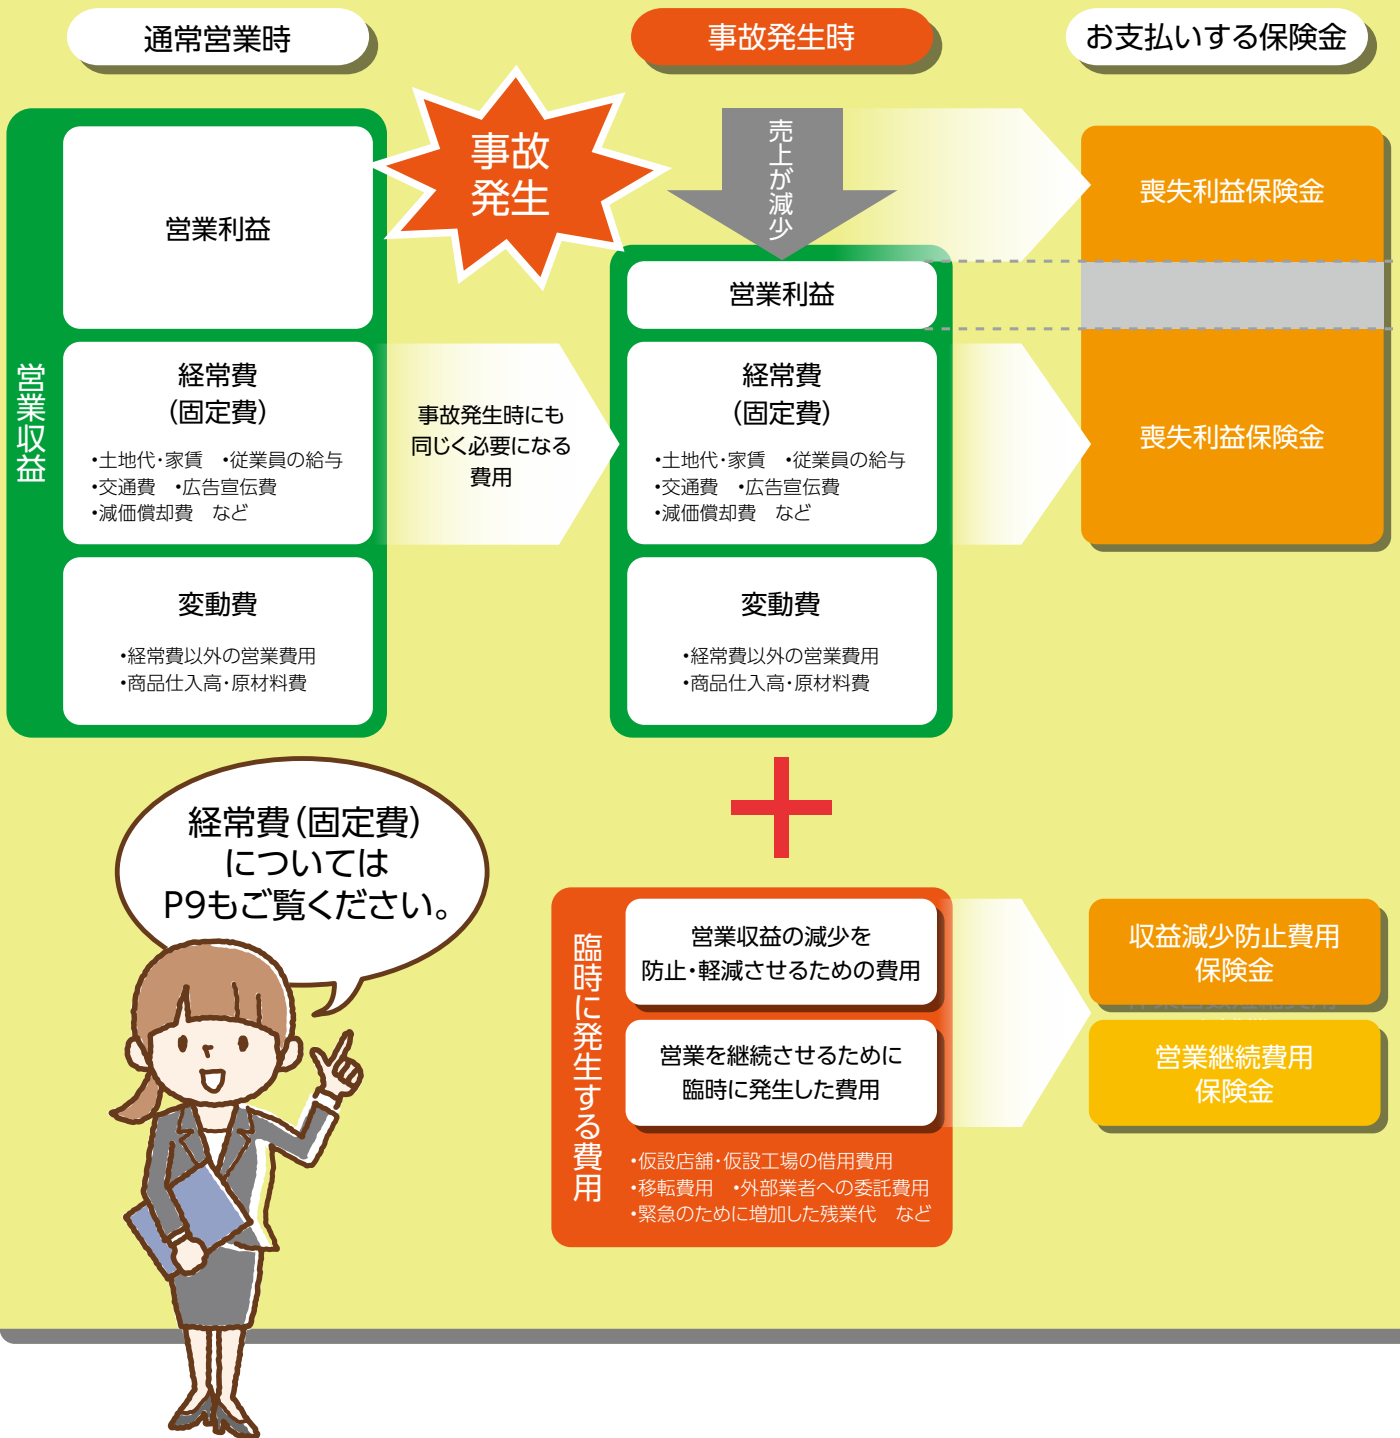 通常営業時
事故発生時
お支払いする保険金
営業収益
営業利益
経常費
(固定費)
•土地代・家賃　•従業員の給与
•交通費　•広告宣伝費
•減価償却費　など
変動費
•経常費以外の営業費用
•商品仕入高・原材料費
事故
発生
事故発生時にも
同じく必要になる
費用
売上が減少
営業利益
経常費
(固定費)
•土地代・家賃　•従業員の給与
•交通費　•広告宣伝費
•減価償却費　など
変動費
•経常費以外の営業費用
•商品仕入高・原材料費
喪失利益保険金
喪失利益保険金
経常費(固定費)
については
P9もご覧ください。
臨時に発生する費用
営業収益の減少を
防止・軽減させるための費用
営業を継続させるために
臨時に発生した費用
•仮設店舗・仮設工場の借用費用
•移転費用　•外部業者への委託費用
•緊急のために増加した残業代　など
収益減少防止費用
保険金
営業継続費用
保険金